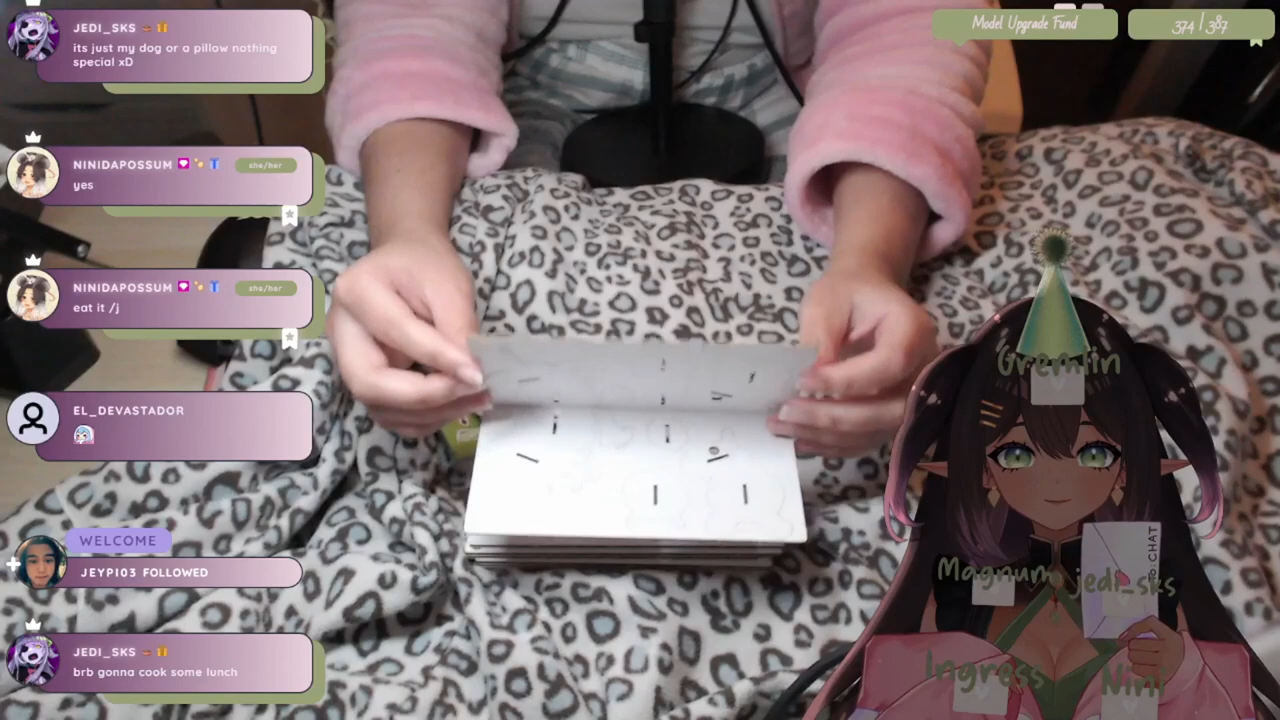 JEDI_SKS
its just my dog or a pillow nothing
special xD
NINIDAPOSSUM she/her
yes
NINIDAPOSSUM she/her
eat it /j
EL_DEVASTADOR
WELCOME
JEYPI03 FOLLOWED
JEDI_SKS
brb gonna cook some lunch
Model Upgrade Fund
374 / 387
Gremlin
Magnum
jedi_sks
Ingress
Nini